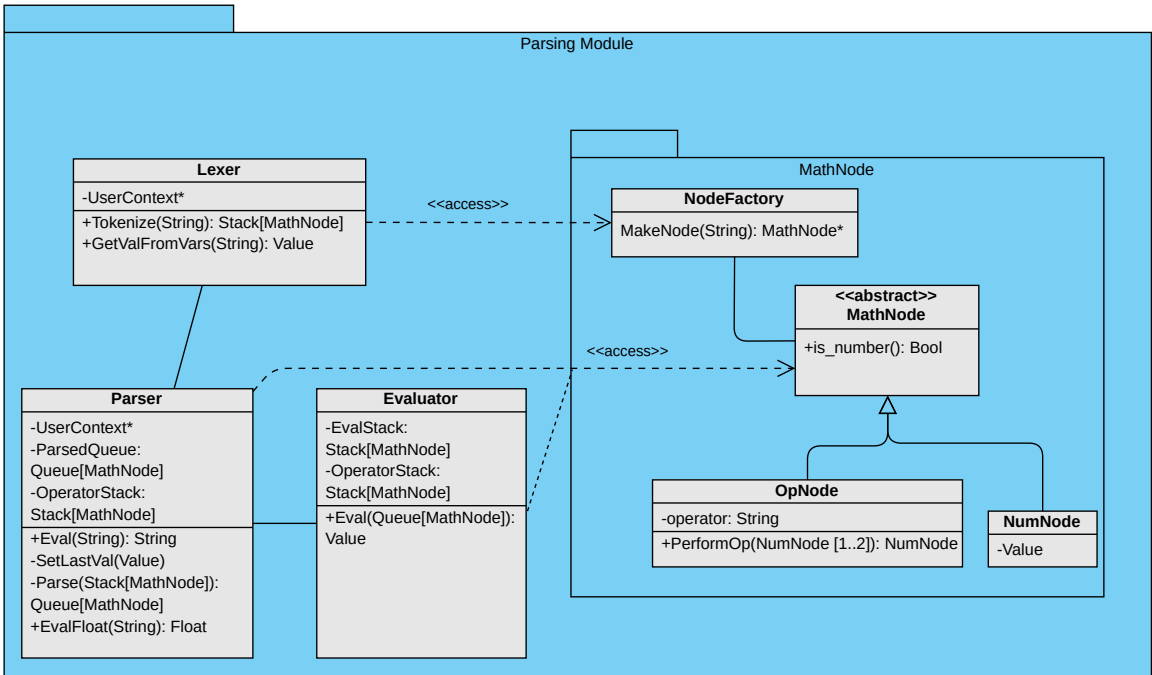 Parsing Module
Lexer
-UserContext*
+Tokenize(String): Stack[MathNode]
+GetValFromVars(String): Value
<<access>>
MathNode
NodeFactory
MakeNode(String): MathNode*
<<abstract>>
MathNode
+is_number(): Bool
<<access>>
Parser
-UserContext*
-ParsedQueue:
Queue[MathNode]
-OperatorStack:
Stack[MathNode]
+Eval(String): String
-SetLastVal(Value)
-Parse(Stack[MathNode]):
Queue[MathNode]
+EvalFloat(String): Float
Evaluator
-EvalStack:
Stack[MathNode]
-OperatorStack:
Stack[MathNode]
+Eval(Queue[MathNode]):
Value
OpNode
-operator: String
+PerformOp(NumNode [1..2]): NumNode
NumNode
-Value